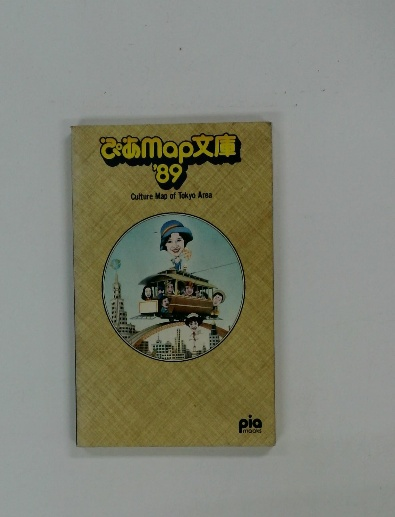 ぴあmap文庫
'89
Culture Map of Tokyo Area
pia
mooks